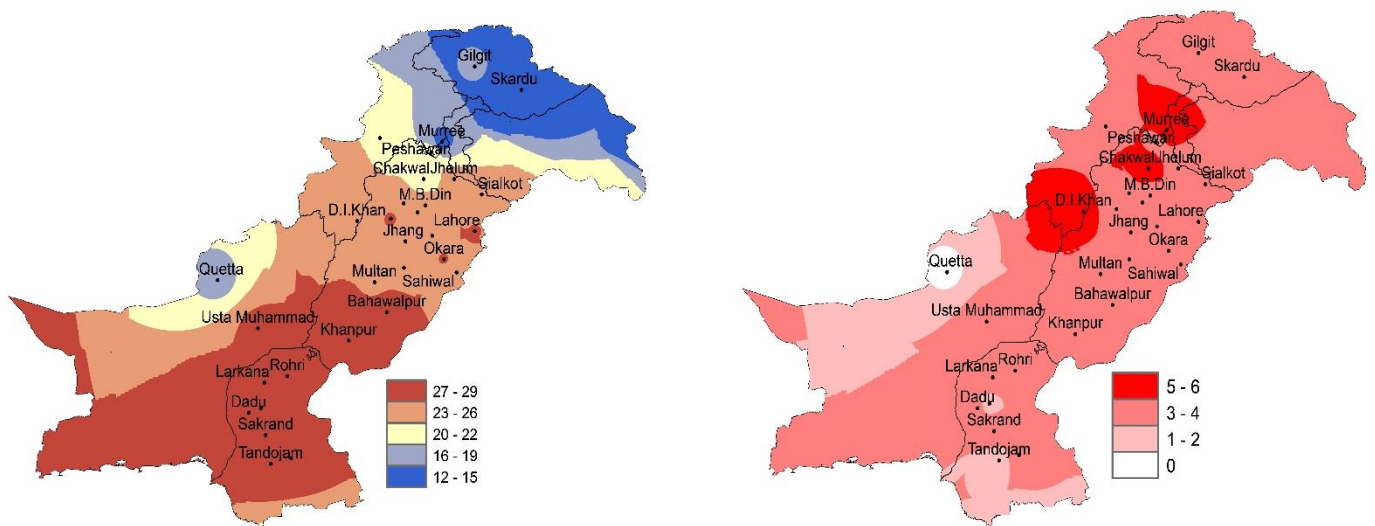 Gilgit
Skardu
Murree
Peshawar
Chakwal Jhelum
Sialkot
M.B.Din
D.I.Khan
Lahore
Jhang
Okara
Quetta
Multan
Sahiwal
Bahawalpur
Usta Muhammad
Khanpur
Rohri
Larkana
Dadu
Sakrand
Tandojam
27 - 29
23 - 26
20 - 22
16 - 19
12 - 15
Gilgit
Skardu
Murree
Peshawar
Chakwal Jhelum
Sialkot
M.B.Din
D.I.Khan
Lahore
Jhang
Okara
Quetta
Multan
Sahiwal
Bahawalpur
Usta Muhammad
Khanpur
Rohri
Larkana
Dadu
Sakrand
Tandojam
5 - 6
3 - 4
1 - 2
0